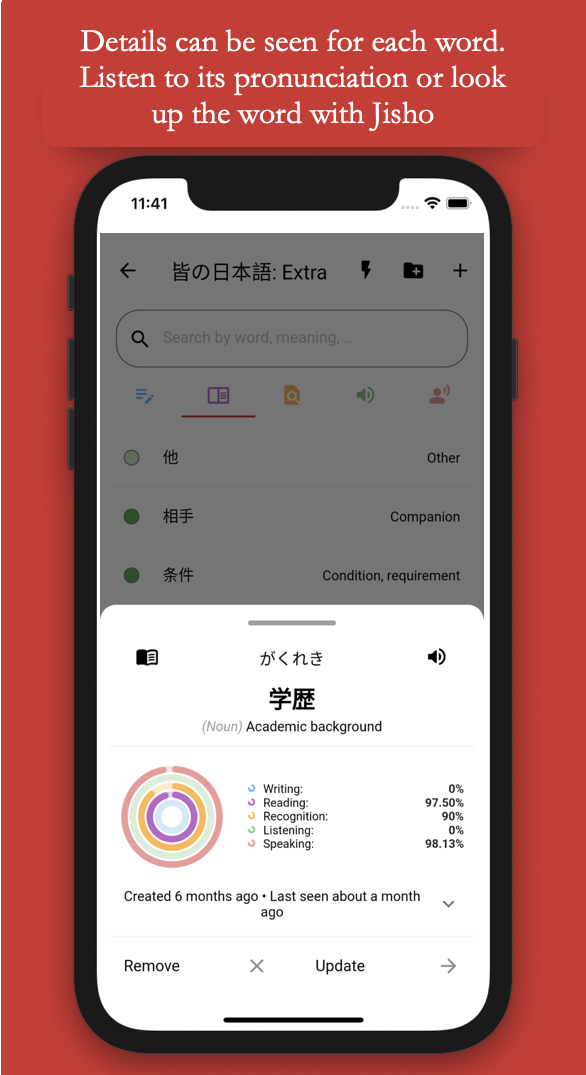 Details can be seen for each word.
Listen to its pronunciation or look
up the word with Jisho
11:41
皆の日本語: Extra
Search by word, meaning, ...
他 Other
相手 Companion
条件 Condition, requirement
がくれき
学歴
(Noun) Academic background
Writing: 0%
Reading: 97.50%
Recognition: 90%
Listening: 0%
Speaking: 98.13%
Created 6 months ago • Last seen about a month
ago
Remove Update